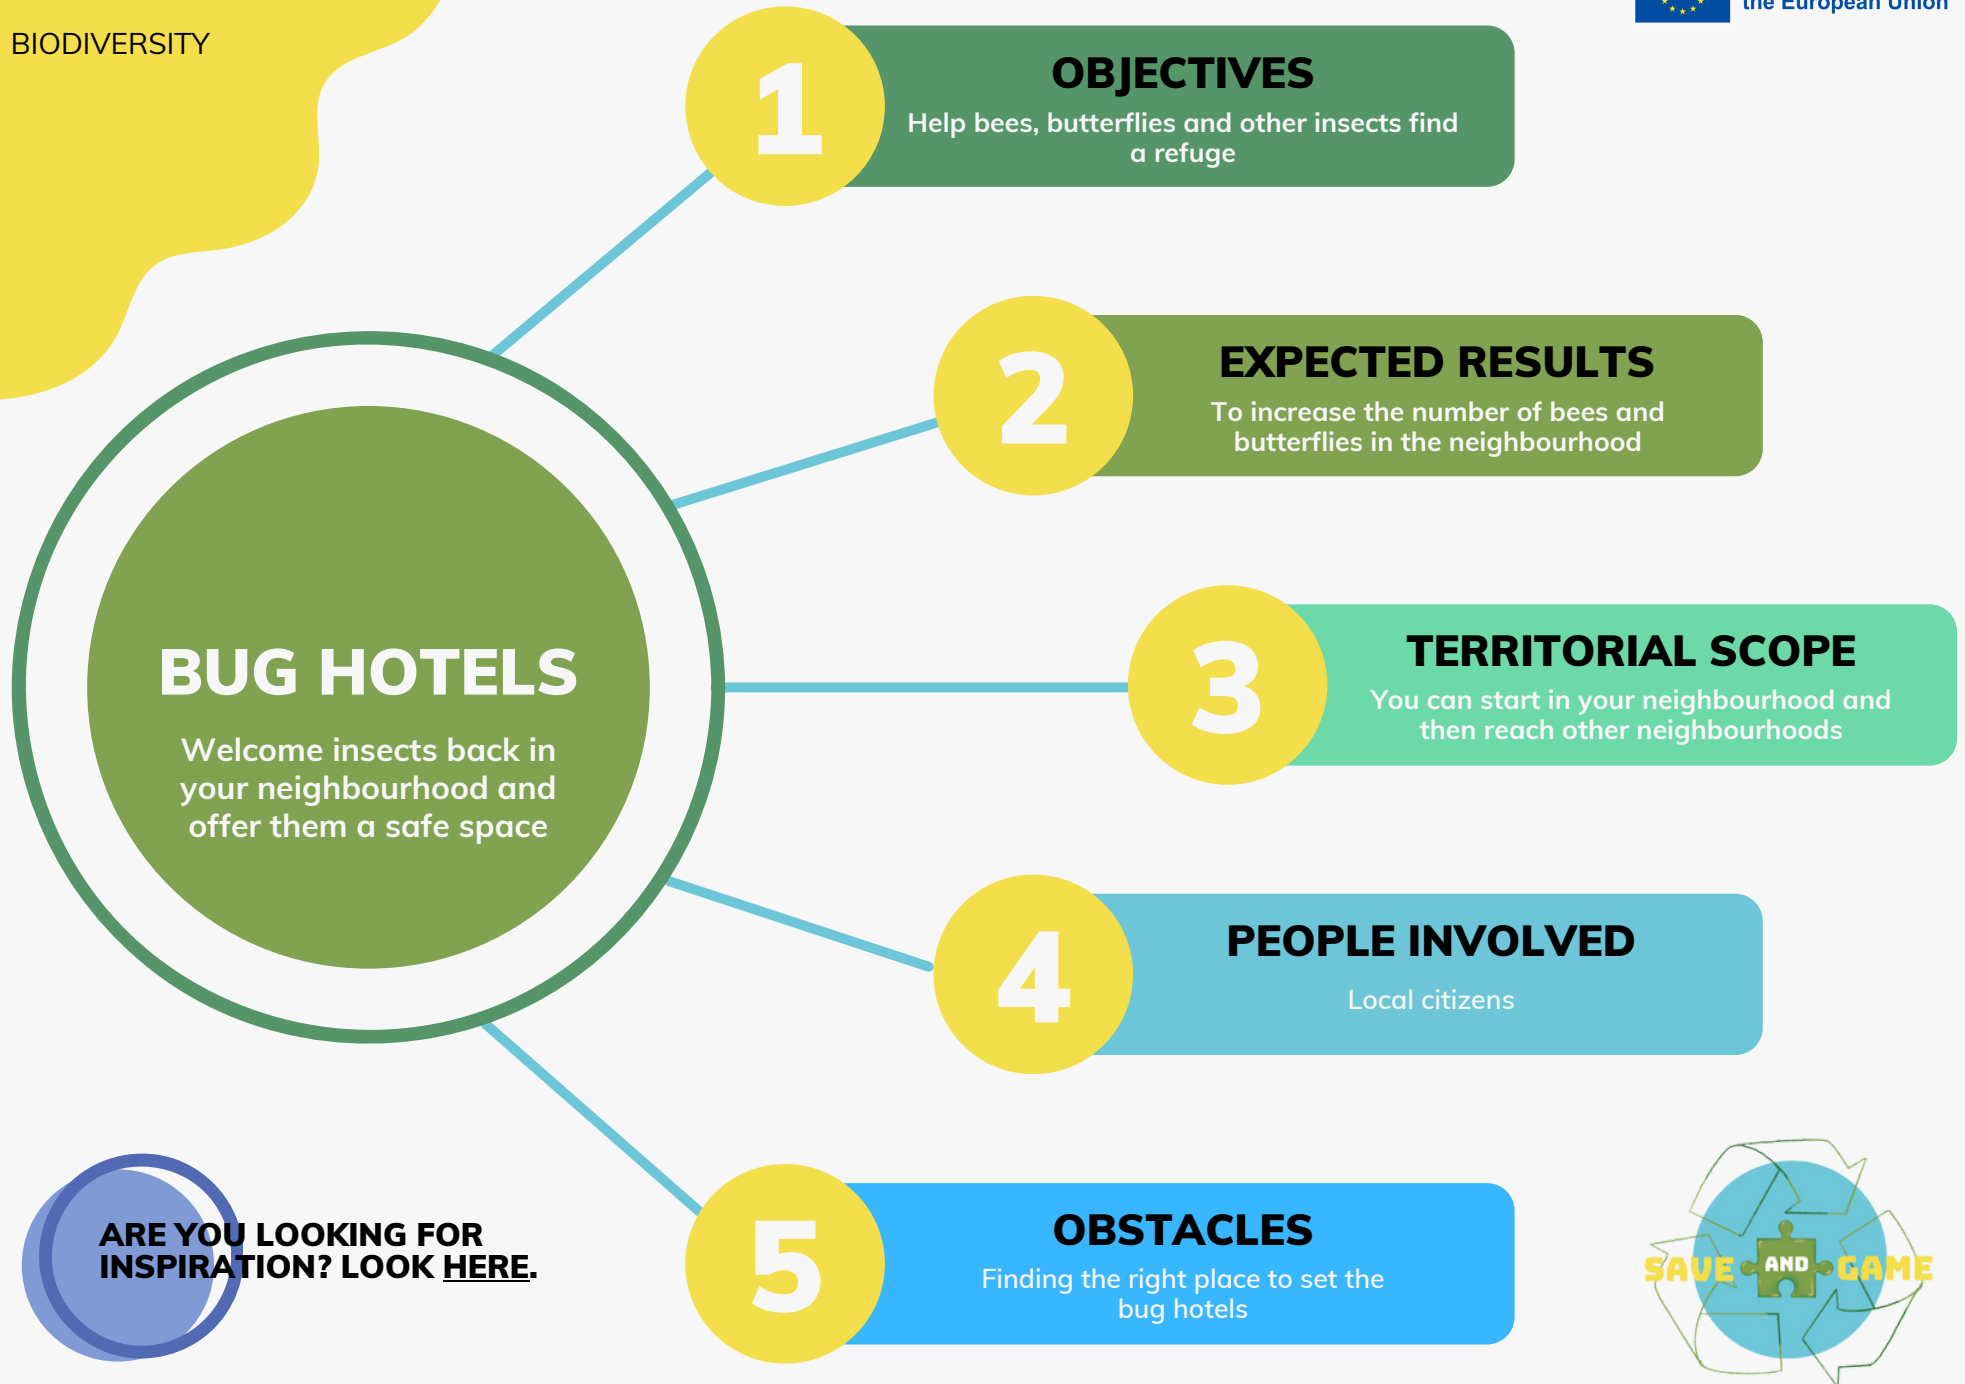 BIODIVERSITY
the European Union
1
OBJECTIVES
Help bees, butterflies and other insects find
a refuge
2
EXPECTED RESULTS
To increase the number of bees and
butterflies in the neighbourhood
3
TERRITORIAL SCOPE
You can start in your neighbourhood and
then reach other neighbourhoods
BUG HOTELS
Welcome insects back in
your neighbourhood and
offer them a safe space
4
PEOPLE INVOLVED
Local citizens
5
OBSTACLES
Finding the right place to set the
bug hotels
ARE YOU LOOKING FOR
INSPIRATION? LOOK HERE.
SAVE AND GAME